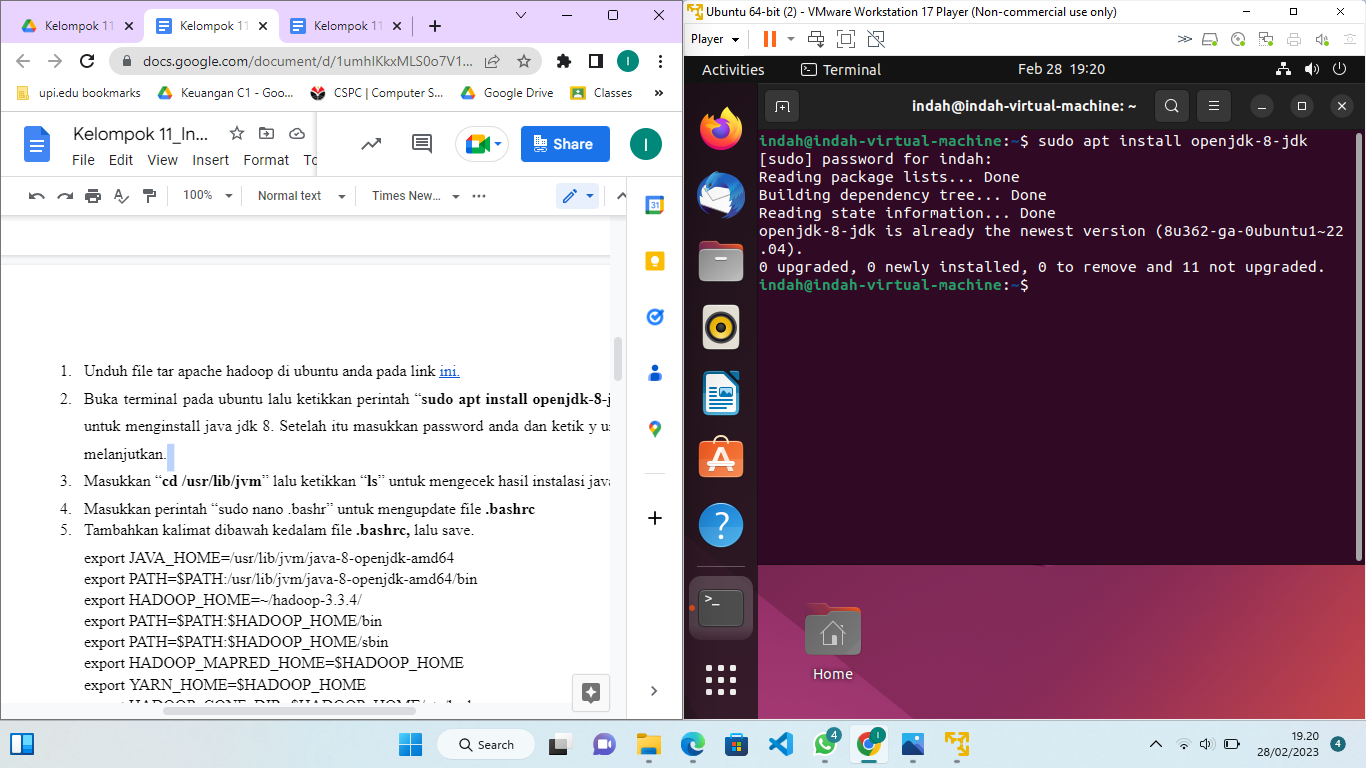 Kelompok 11
Kelompok 11
Kelompok 11
docs.google.com/document/d/1umhIKkxMLS0o7V1...
upi.edu bookmarks
Keuangan C1 - Goo...
CSPC | Computer S...
Google Drive
Classes
Kelompok 11_In...
File Edit View Insert Format To
Share
I
100%
Normal text
Times New...
1. Unduh file tar apache hadoop di ubuntu anda pada link ini.
2. Buka terminal pada ubuntu lalu ketikkan perintah “sudo apt install openjdk-8-j
untuk menginstall java jdk 8. Setelah itu masukkan password anda dan ketik y u
melanjutkan.
3. Masukkan “cd /usr/lib/jvm” lalu ketikkan “ls” untuk mengecek hasil instalasi java
4. Masukkan perintah “sudo nano .bashr” untuk mengupdate file .bashrc
5. Tambahkan kalimat dibawah kedalam file .bashrc, lalu save.
export JAVA_HOME=/usr/lib/jvm/java-8-openjdk-amd64
export PATH=$PATH:/usr/lib/jvm/java-8-openjdk-amd64/bin
export HADOOP_HOME=~/hadoop-3.3.4/
export PATH=$PATH:$HADOOP_HOME/bin
export PATH=$PATH:$HADOOP_HOME/sbin
export HADOOP_MAPRED_HOME=$HADOOP_HOME
export YARN_HOME=$HADOOP_HOME
31
Ubuntu 64-bit (2) - VMware Workstation 17 Player (Non-commercial use only)
Player
Activities
Terminal
Feb 28 19:20
indah@indah-virtual-machine: ~
indah@indah-virtual-machine:~$ sudo apt install openjdk-8-jdk
[sudo] password for indah:
Reading package lists... Done
Building dependency tree... Done
Reading state information... Done
openjdk-8-jdk is already the newest version (8u362-ga-0ubuntu1~22
.04).
0 upgraded, 0 newly installed, 0 to remove and 11 not upgraded.
indah@indah-virtual-machine:~$
Home
Search
4
19.20
28/02/2023
4